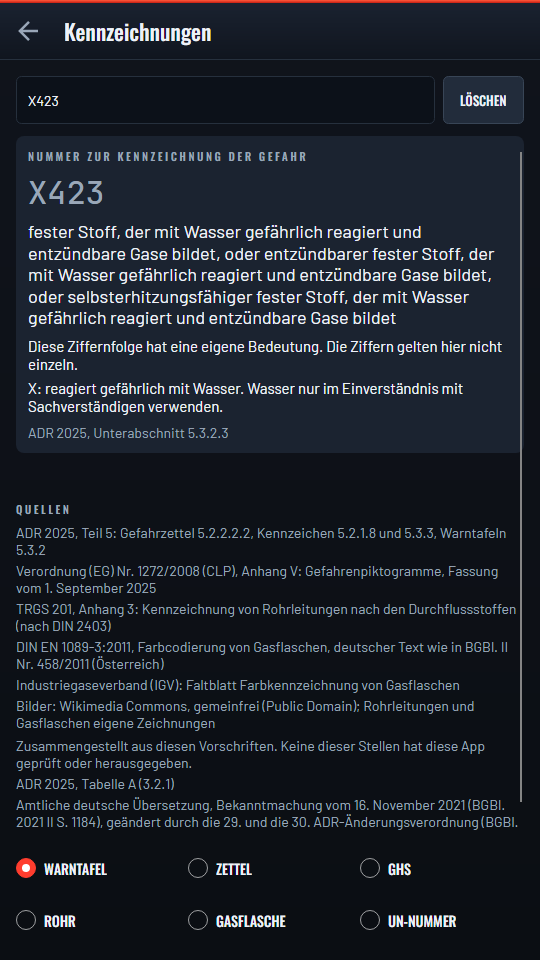 Kennzeichnungen
X423
LÖSCHEN
NUMMER ZUR KENNZEICHNUNG DER GEFAHR
X423
fester Stoff, der mit Wasser gefährlich reagiert und
entzündbare Gase bildet, oder entzündbarer fester Stoff, der
mit Wasser gefährlich reagiert und entzündbare Gase bildet,
oder selbsterhitzungsfähiger fester Stoff, der mit Wasser
gefährlich reagiert und entzündbare Gase bildet
Diese Ziffernfolge hat eine eigene Bedeutung. Die Ziffern gelten hier nicht
einzeln.
X: reagiert gefährlich mit Wasser. Wasser nur im Einverständnis mit
Sachverständigen verwenden.
ADR 2025, Unterabschnitt 5.3.2.3
QUELLEN
ADR 2025, Teil 5: Gefahrzettel 5.2.2.2.2, Kennzeichen 5.2.1.8 und 5.3.3, Warntafeln
5.3.2
Verordnung (EG) Nr. 1272/2008 (CLP), Anhang V: Gefahrenpiktogramme, Fassung
vom 1. September 2025
TRGS 201, Anhang 3: Kennzeichnung von Rohrleitungen nach den Durchflussstoffen
(nach DIN 2403)
DIN EN 1089-3:2011, Farbcodierung von Gasflaschen, deutscher Text wie in BGBl. II
Nr. 458/2011 (Österreich)
Industriegaseverband (IGV): Faltblatt Farbkennzeichnung von Gasflaschen
Bilder: Wikimedia Commons, gemeinfrei (Public Domain); Rohrleitungen und
Gasflaschen eigene Zeichnungen
Zusammengestellt aus diesen Vorschriften. Keine dieser Stellen hat diese App
geprüft oder herausgegeben.
ADR 2025, Tabelle A (3.2.1)
Amtliche deutsche Übersetzung, Bekanntmachung vom 16. November 2021 (BGBl.
2021 II S. 1184), geändert durch die 29. und die 30. ADR-Änderungsverordnung (BGBl.
WARNTAFEL
ZETTEL
GHS
ROHR
GASFLASCHE
UN-NUMMER